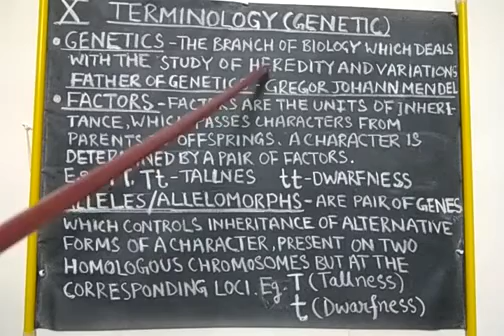 X TERMINOLOGY (GENETIC)
• GENETICS - THE BRANCH OF BIOLOGY WHICH DEALS
WITH THE STUDY OF HEREDITY AND VARIATIONS
FATHER OF GENETICS GREGOR JOHANN MENDEL
• FACTORS - FACTORS ARE THE UNITS OF INHERI-
TANCE, WHICH PASSES CHARACTERS FROM
PARENTS OFFSPRINGS. A CHARACTER IS
DETERMINED BY A PAIR OF FACTORS.
Tt - TALLNES tt - DWARFNESS
ALLELES/ALLELOMORPHS - ARE PAIR OF GENES
WHICH CONTROLS INHERITANCE OF ALTERNATIVE
FORMS OF A CHARACTER, PRESENT ON TWO
HOMOLOGOUS CHROMOSOMES BUT AT THE
CORRESPONDING LOCI. Eg- T (Tallness)
t (Dwarfness)